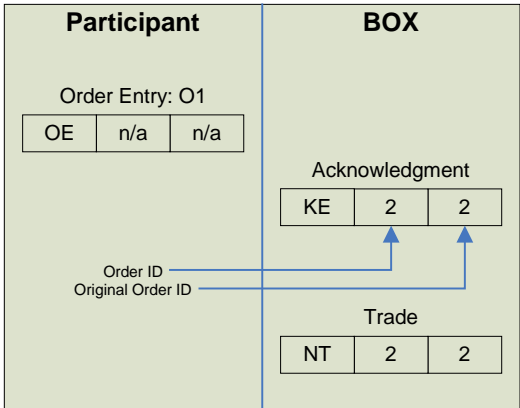 Participant
BOX
Order Entry: O1
OE n/a n/a
Acknowledgment
KE 2 2
Order ID
Original Order ID
Trade
NT 2 2